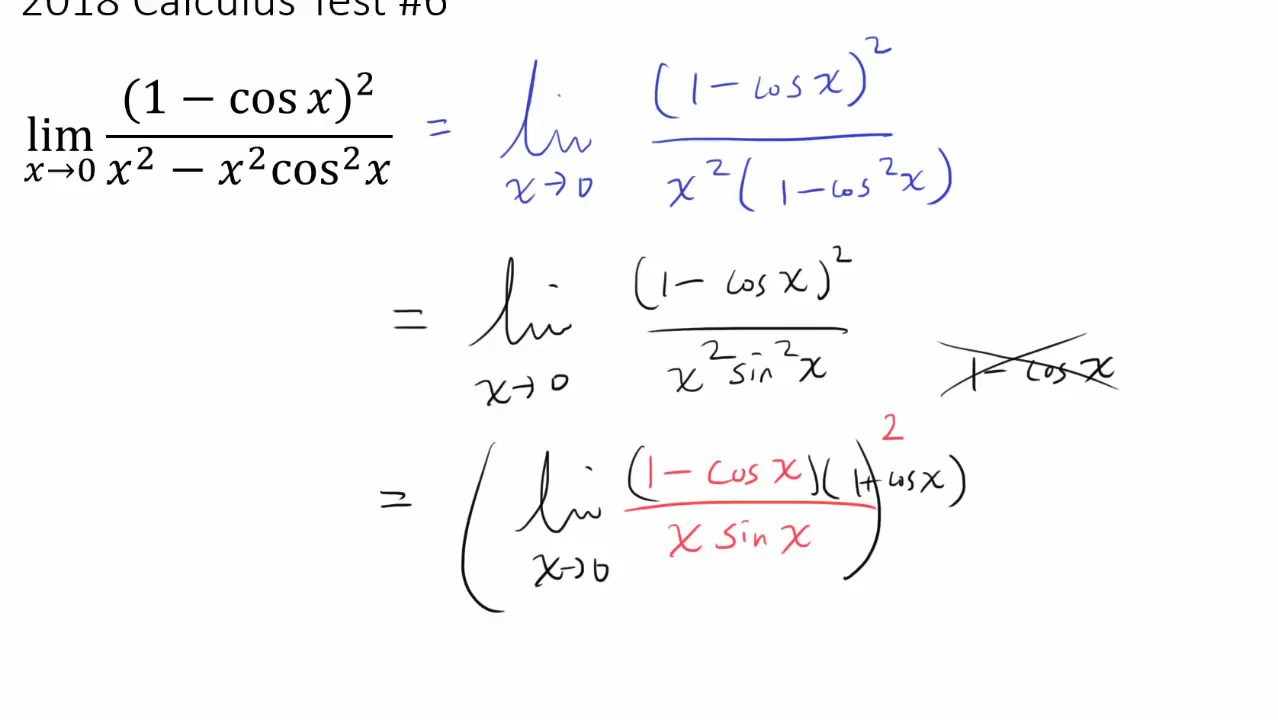 2018 Calculus Test #6
lim x→0 (1 − cos x)² / (x² − x²cos²x) = lim x→0 (1 − cos x)² / (x²(1 − cos²x))
= lim x→0 (1 − cos x)² / (x² sin²x)
1 − cos x
= (lim x→0 (1 − cos x)(1 + cos x) / (x sin x))²